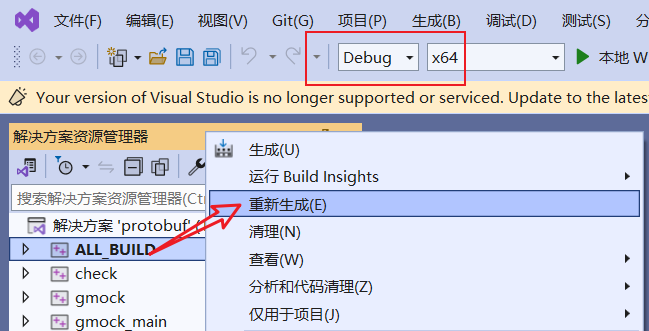 文件(F) 编辑(E) 视图(V) Git(G) 项目(P) 生成(B) 调试(D) 测试(S)
Debug x64 本地 W
Your version of Visual Studio is no longer supported or serviced. Update to the latest
解决方案资源管理器
搜索解决方案资源管理器(Ctr
解决方案 'protobuf' (
ALL_BUILD
check
gmock
gmock_main
生成(U)
运行 Build Insights
重新生成(E)
清理(N)
查看(W)
分析和代码清理(Z)
仅用于项目(J)